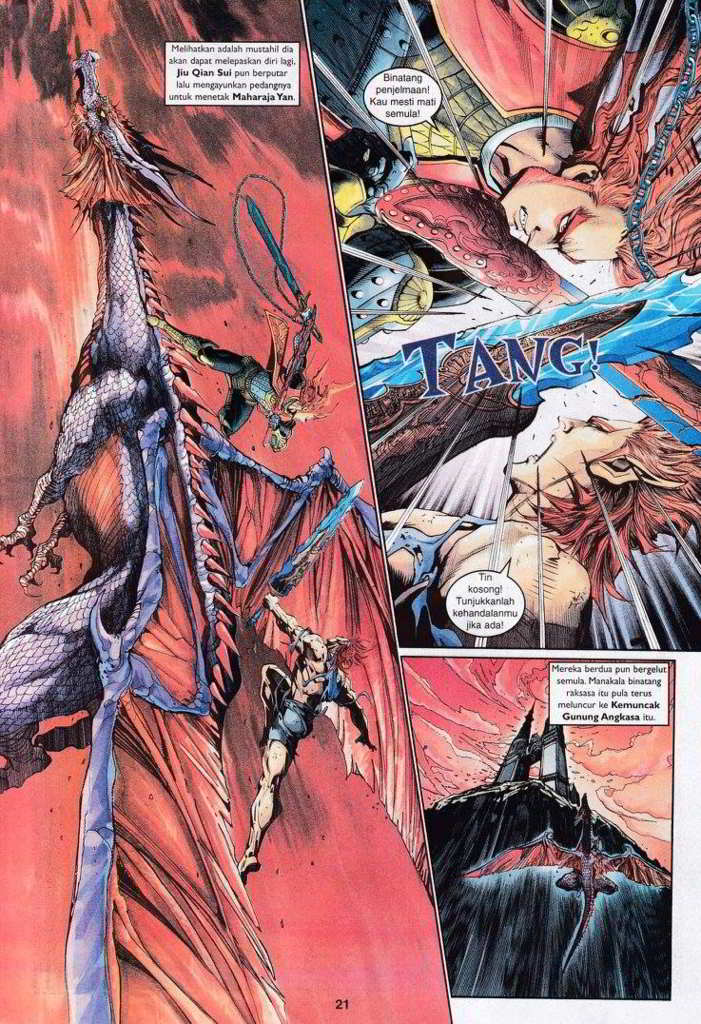 Melihatkan adalah mustahil dia
akan dapat melepaskan diri lagi,
Jiu Qian Sui pun berputar
lalu mengayunkan pedangnya
untuk menetak Maharaja Yan.
Binatang
penjelmaan!
Kau mesti mati
semula!
TANG!
Tin
kosong!
Tunjukkanlah
kehandalanmu
jika ada!
Mereka berdua pun bergelut
semula. Manakala binatang
raksasa itu pula terus
meluncur ke Kemuncak
Gunung Angkasa itu.
21